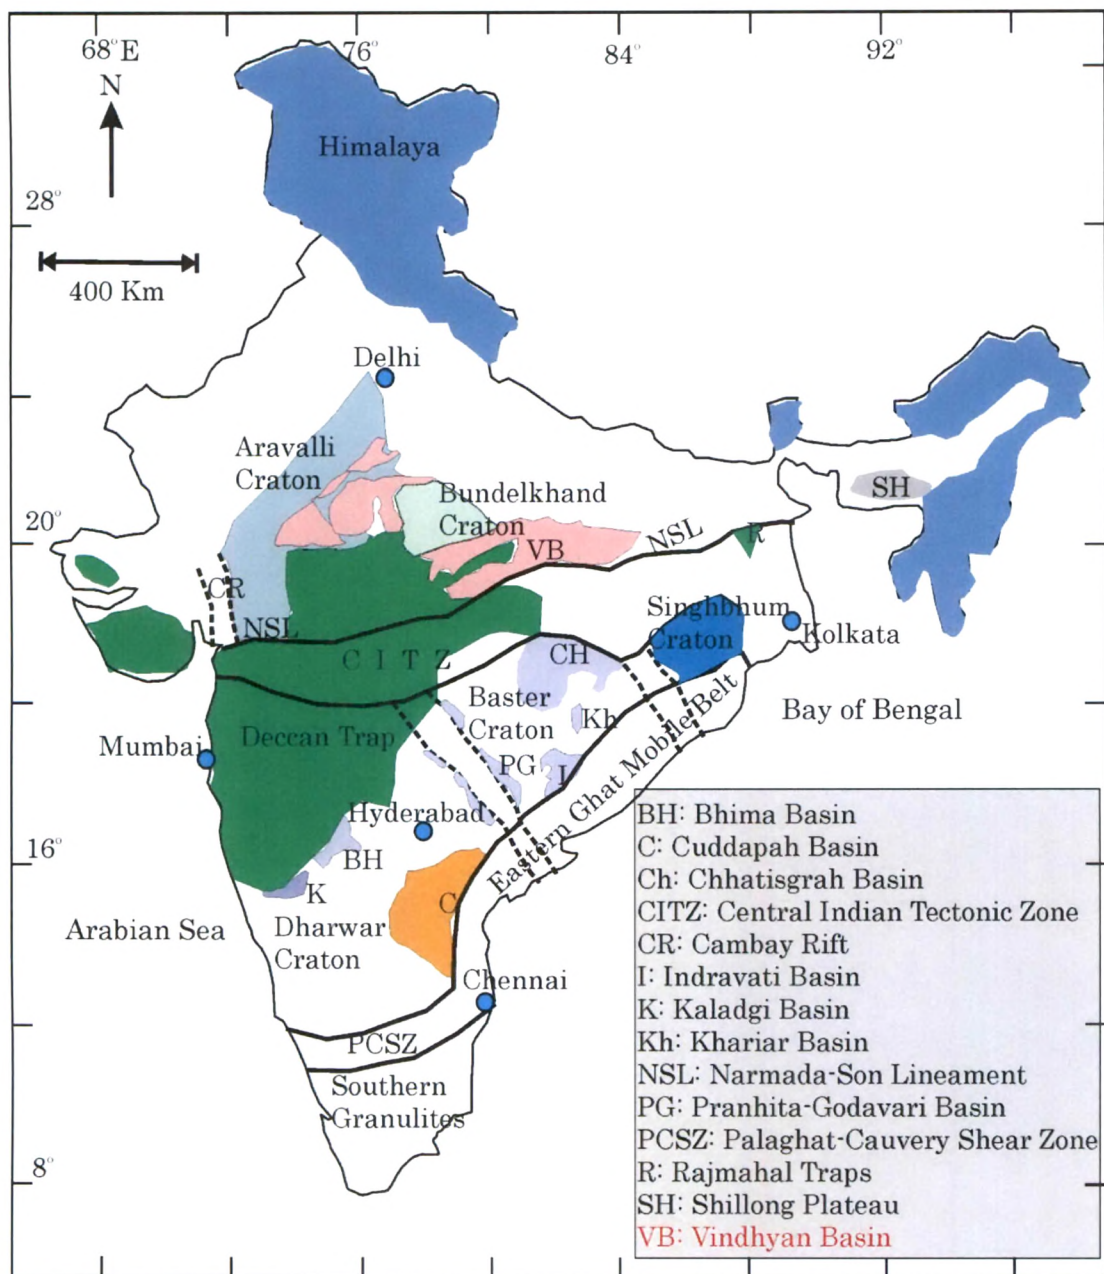 68°E 76° 84° 92°
N
Himalaya
28°
400 Km
Delhi
Aravalli
Craton
SH
Bundelkhand
Craton
20°
NSL
R
VB
CR
NSL
Singhbhum
Craton
Kolkata
C I T Z
CH
Baster
Craton
Kh
Bay of Bengal
Deccan Trap
Mumbai
PG
I
Eastern Ghat Mobile Belt
Hyderabad
16°
BH
K
C
Arabian Sea
Dharwar
Craton
Chennai
PCSZ
Southern
Granulites
8°
BH: Bhima Basin
C: Cuddapah Basin
Ch: Chhatisgrah Basin
CITZ: Central Indian Tectonic Zone
CR: Cambay Rift
I: Indravati Basin
K: Kaladgi Basin
Kh: Khariar Basin
NSL: Narmada-Son Lineament
PG: Pranhita-Godavari Basin
PCSZ: Palaghat-Cauvery Shear Zone
R: Rajmahal Traps
SH: Shillong Plateau
VB: Vindhyan Basin